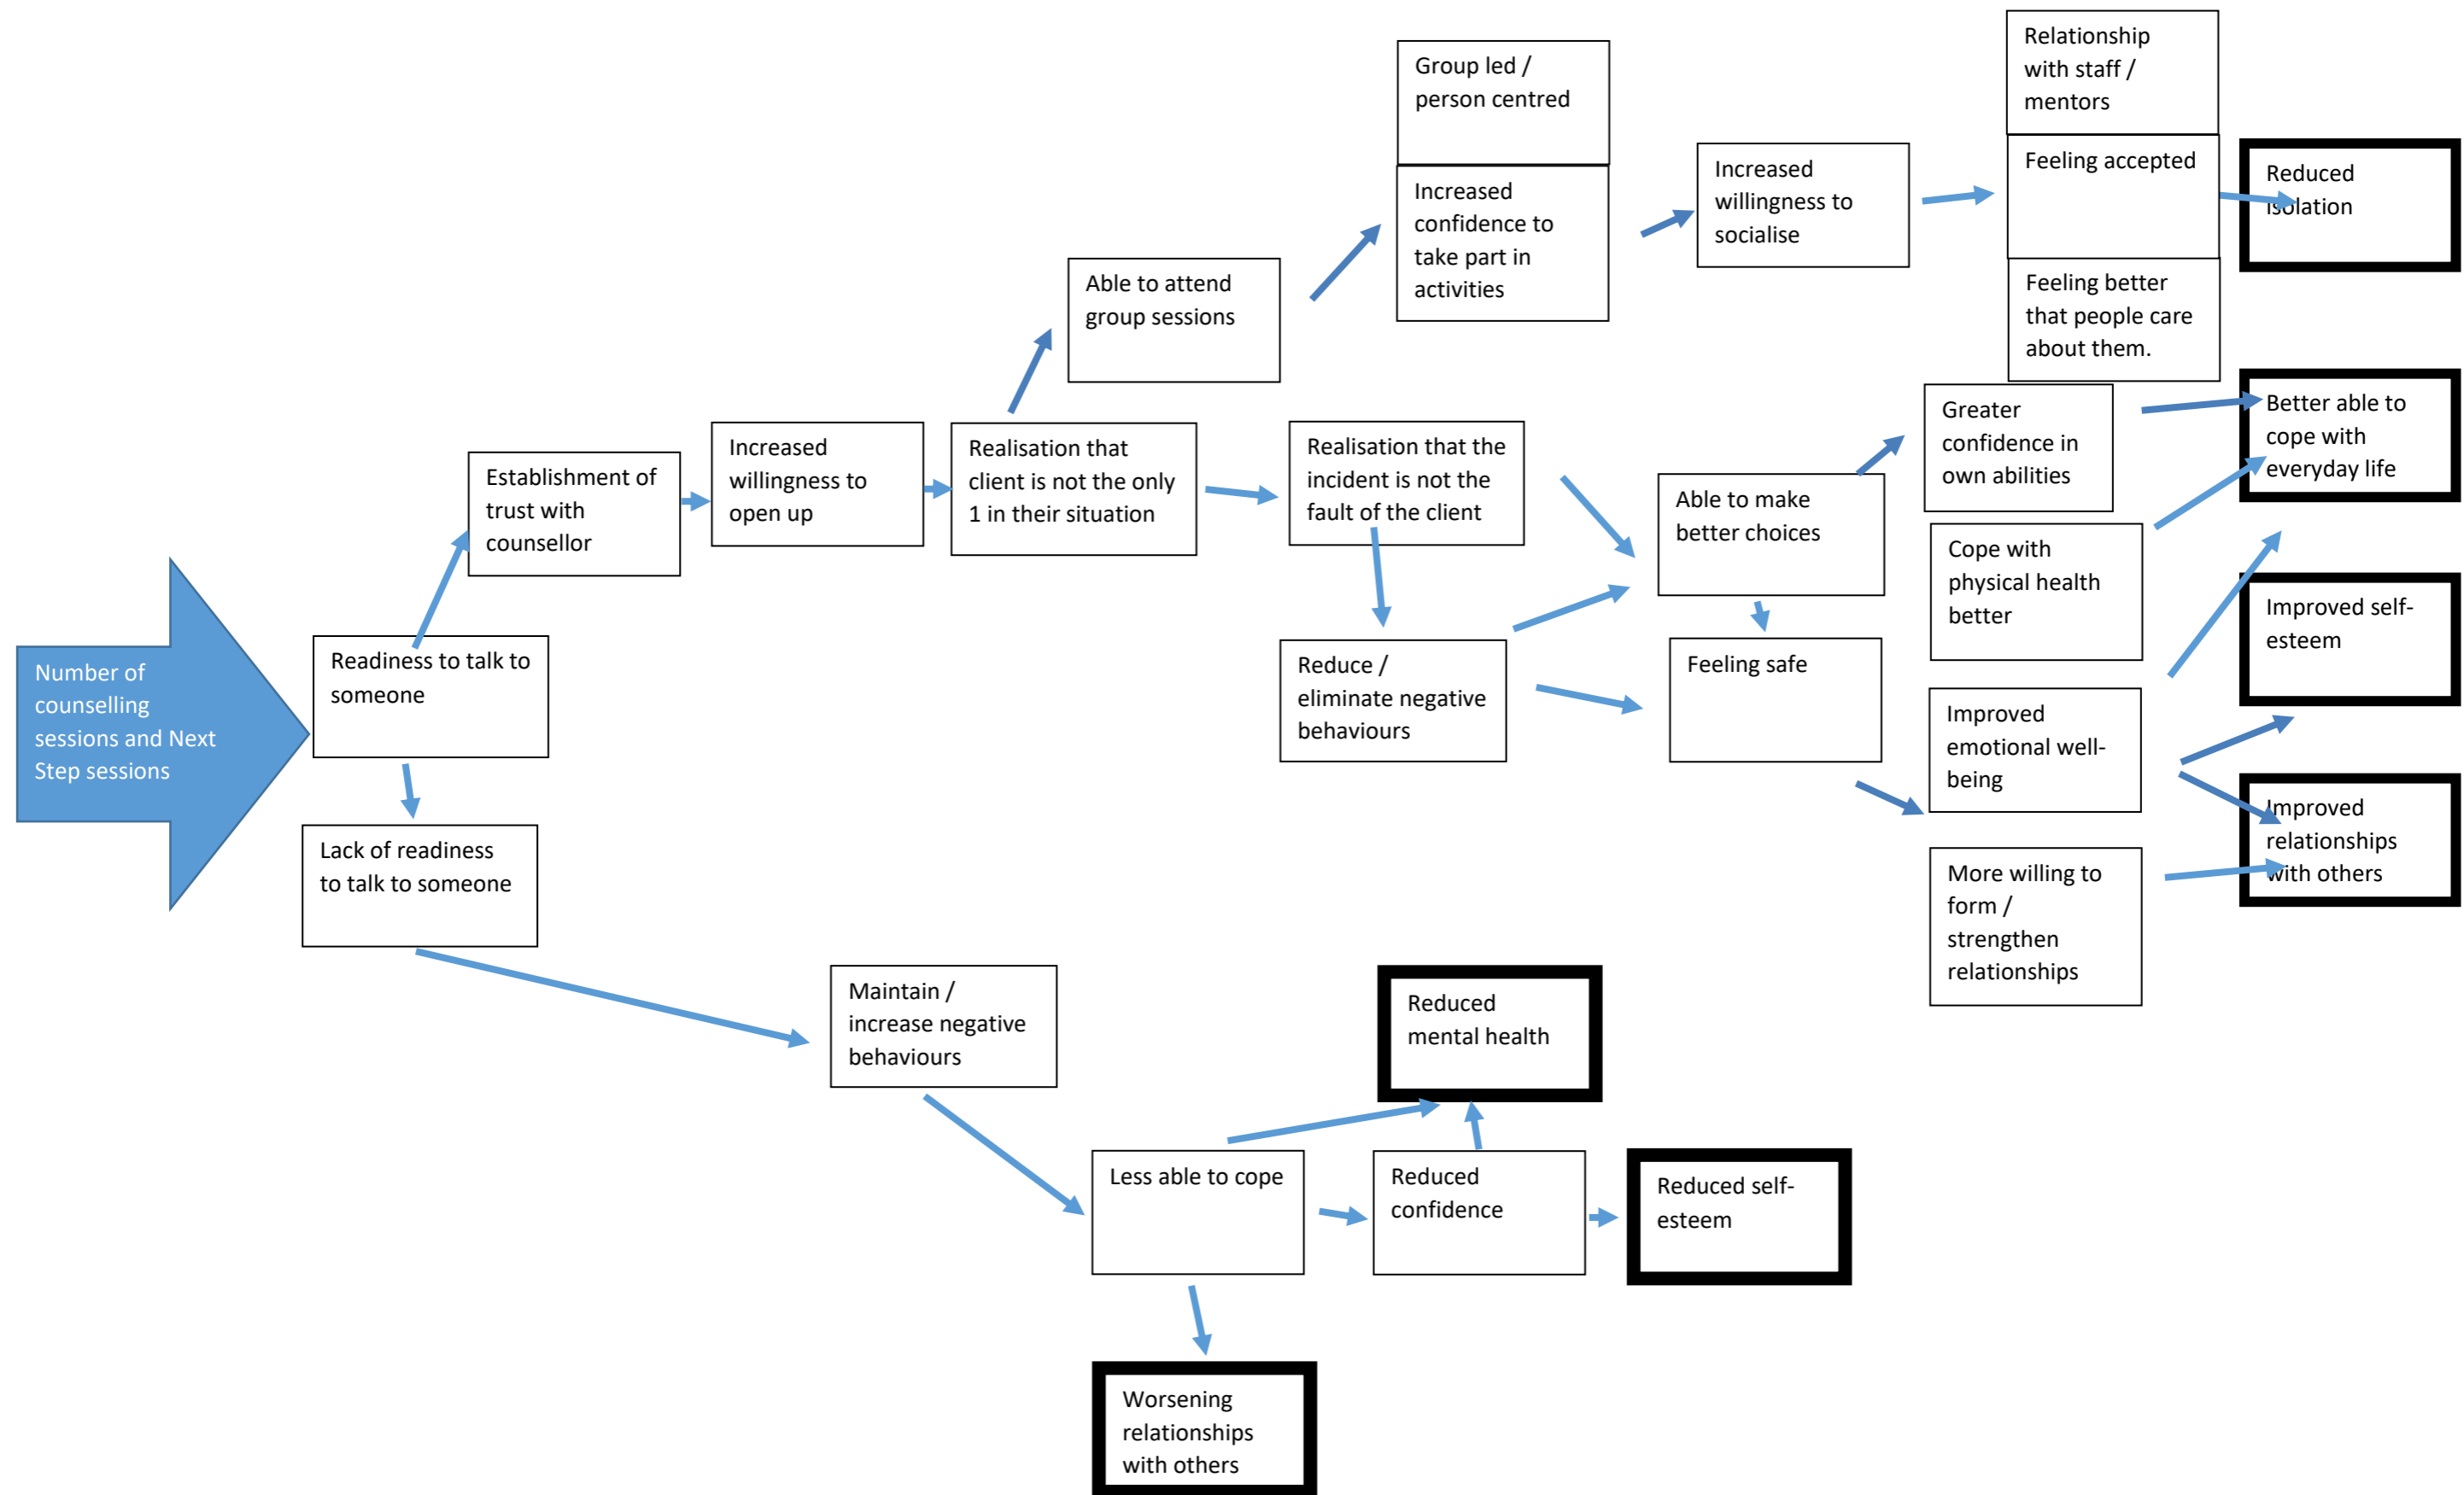 Relationship
with staff /
mentors
Group led /
person centred
Feeling accepted
Reduced
isolation
Increased
willingness to
socialise
Increased
confidence to
take part in
activities
Able to attend
group sessions
Feeling better
that people care
about them.
Better able to
cope with
everyday life
Greater
confidence in
own abilities
Increased
willingness to
open up
Realisation that
client is not the only
1 in their situation
Realisation that the
incident is not the
fault of the client
Establishment of
trust with
counsellor
Able to make
better choices
Cope with
physical health
better
Improved self-
esteem
Number of
counselling
sessions and Next
Step sessions
Readiness to talk to
someone
Reduce /
eliminate negative
behaviours
Feeling safe
Improved
emotional well-
being
Improved
relationships
with others
Lack of readiness
to talk to someone
More willing to
form /
strengthen
relationships
Maintain /
increase negative
behaviours
Reduced
mental health
Less able to cope
Reduced
confidence
Reduced self-
esteem
Worsening
relationships
with others